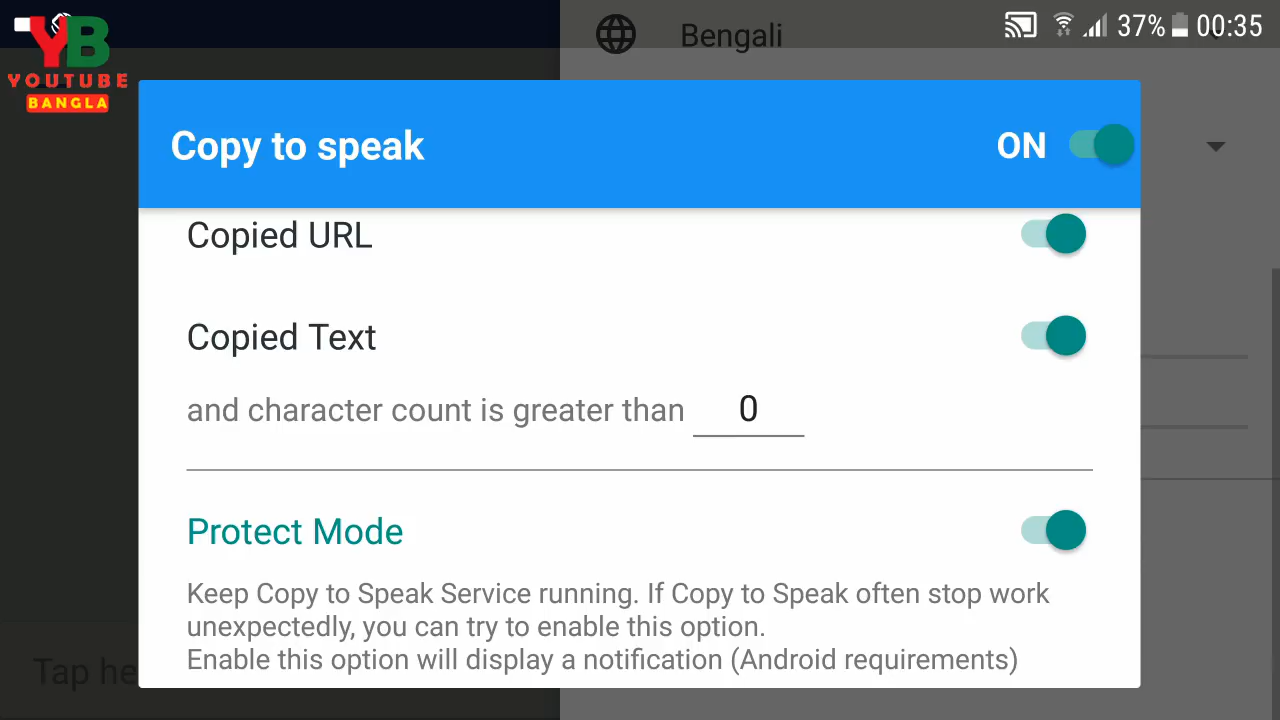 Bengali
37% 00:35
YB
YOUTUBE
BANGLA
Copy to speak ON
Copied URL
Copied Text
and character count is greater than 0
Protect Mode
Keep Copy to Speak Service running. If Copy to Speak often stop work
unexpectedly, you can try to enable this option.
Enable this option will display a notification (Android requirements)
Tap he